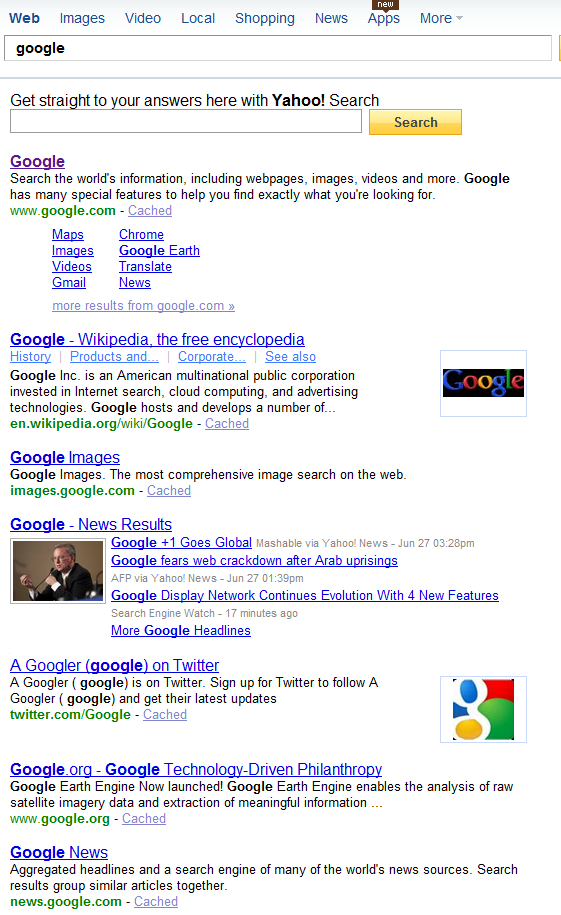 new
Web Images Video Local Shopping News Apps More
google
Get straight to your answers here with Yahoo! Search
Search
Google
Search the world's information, including webpages, images, videos and more. Google
has many special features to help you find exactly what you're looking for.
www.google.com - Cached
Maps Chrome
Images Google Earth
Videos Translate
Gmail News
more results from google.com »
Google - Wikipedia, the free encyclopedia
History | Products and... | Corporate... | See also
Google Inc. is an American multinational public corporation
invested in Internet search, cloud computing, and advertising
technologies. Google hosts and develops a number of...
en.wikipedia.org/wiki/Google - Cached
Google
Google Images
Google Images. The most comprehensive image search on the web.
images.google.com - Cached
Google - News Results
Google +1 Goes Global Mashable via Yahoo! News - Jun 27 03:28pm
Google fears web crackdown after Arab uprisings
AFP via Yahoo! News - Jun 27 01:39pm
Google Display Network Continues Evolution With 4 New Features
Search Engine Watch - 17 minutes ago
More Google Headlines
A Googler (google) on Twitter
A Googler ( google) is on Twitter. Sign up for Twitter to follow A
Googler ( google) and get their latest updates
twitter.com/Google - Cached
g
Google.org - Google Technology-Driven Philanthropy
Google Earth Engine Now launched! Google Earth Engine enables the analysis of raw
satellite imagery data and extraction of meaningful information ...
www.google.org - Cached
Google News
Aggregated headlines and a search engine of many of the world's news sources. Search
results group similar articles together.
news.google.com - Cached